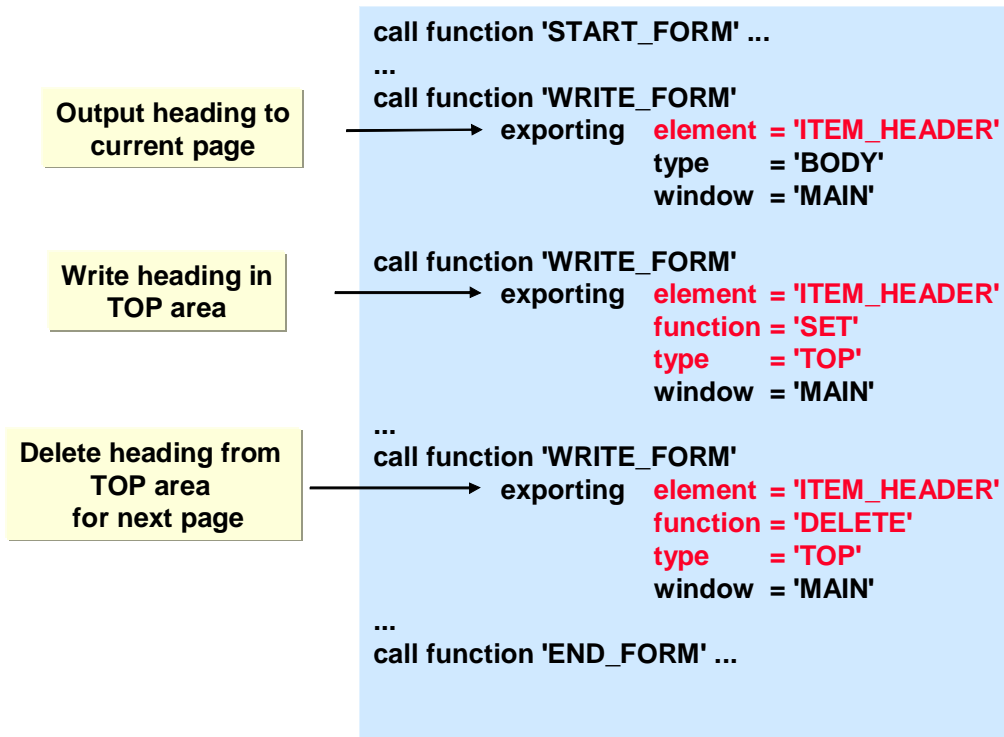 call function 'START_FORM' ...
...
call function 'WRITE_FORM'
Output heading to
current page
exporting element = 'ITEM_HEADER'
type = 'BODY'
window = 'MAIN'
call function 'WRITE_FORM'
Write heading in
TOP area
exporting element = 'ITEM_HEADER'
function = 'SET'
type = 'TOP'
window = 'MAIN'
...
call function 'WRITE_FORM'
Delete heading from
TOP area
for next page
exporting element = 'ITEM_HEADER'
function = 'DELETE'
type = 'TOP'
window = 'MAIN'
...
call function 'END_FORM' ...